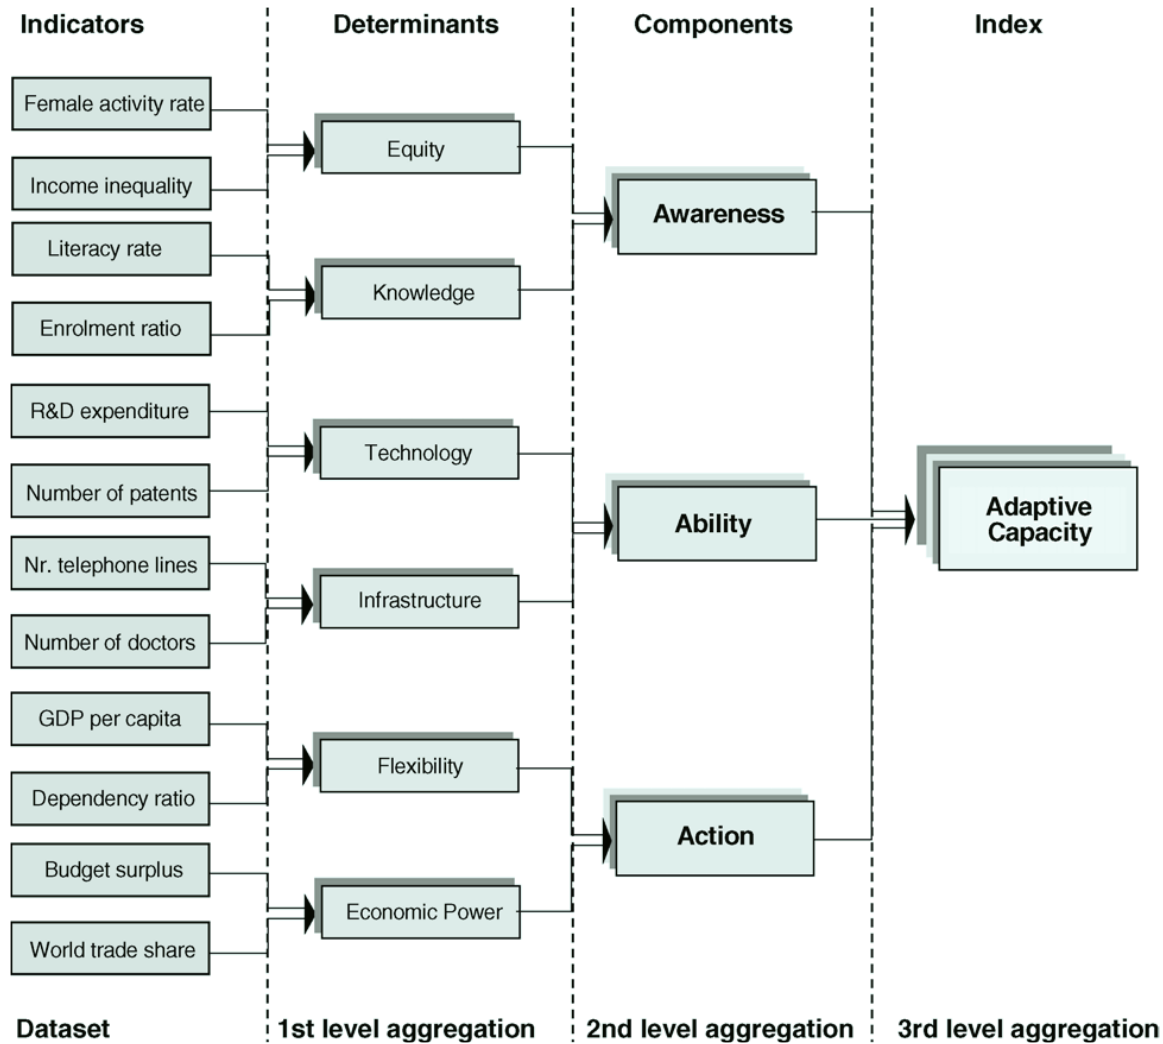 Indicators
Determinants
Components
Index
Female activity rate
Income inequality
Literacy rate
Enrolment ratio
R&D expenditure
Number of patents
Nr. telephone lines
Number of doctors
GDP per capita
Dependency ratio
Budget surplus
World trade share
Equity
Knowledge
Technology
Infrastructure
Flexibility
Economic Power
Awareness
Ability
Action
Adaptive
Capacity
Dataset
1st level aggregation
2nd level aggregation
3rd level aggregation